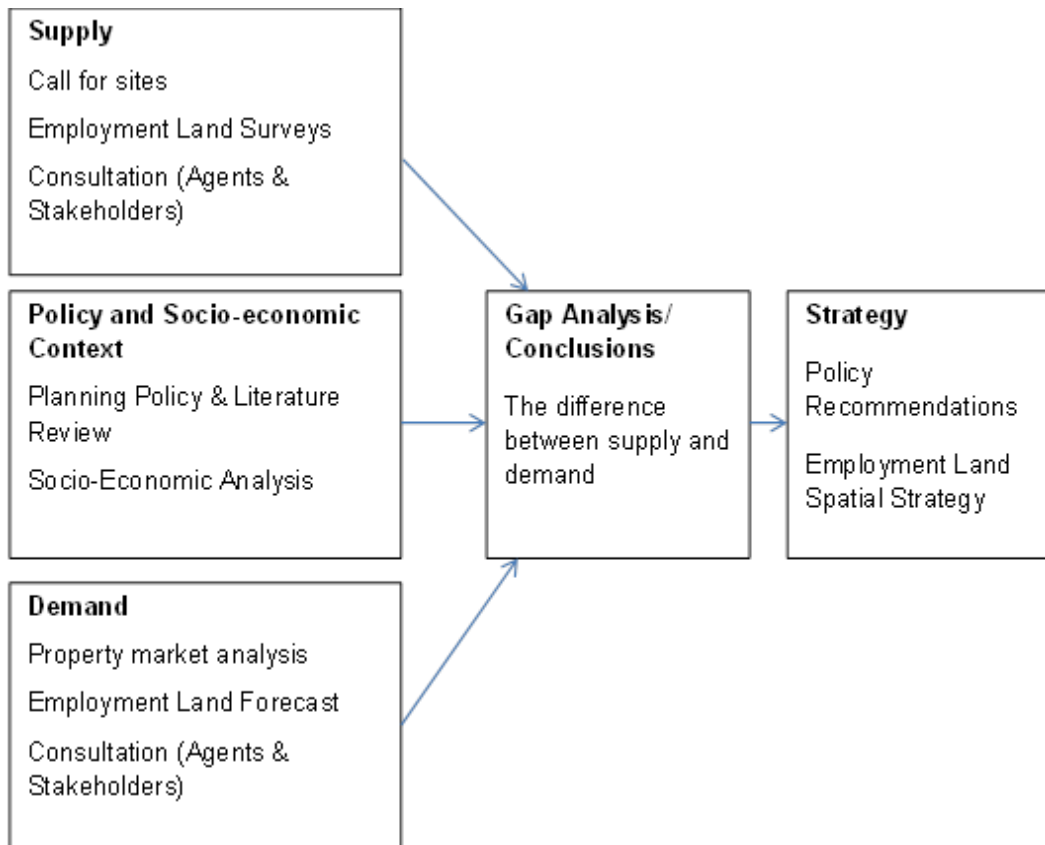 Supply
Call for sites
Employment Land Surveys
Consultation (Agents &
Stakeholders)
Policy and Socio-economic
Context
Planning Policy & Literature
Review
Socio-Economic Analysis
Demand
Property market analysis
Employment Land Forecast
Consultation (Agents &
Stakeholders)
Gap Analysis/
Conclusions
The difference
between supply and
demand
Strategy
Policy
Recommendations
Employment Land
Spatial Strategy